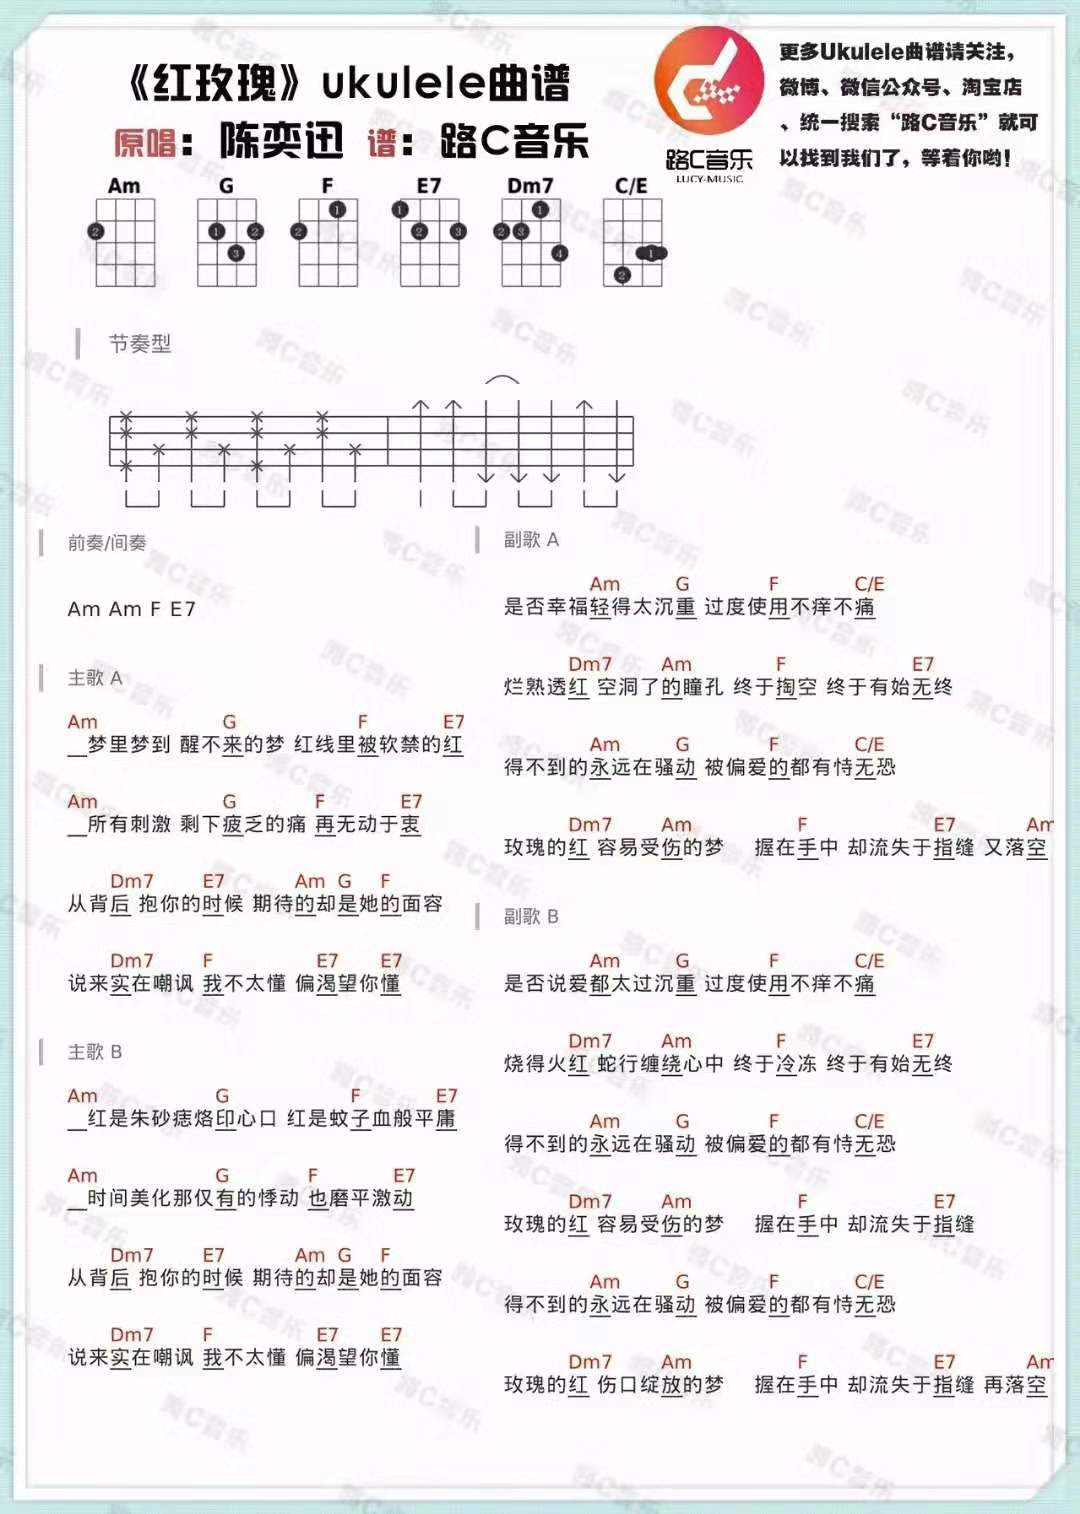 《红玫瑰》ukulele曲谱
原唱：陈奕迅 谱：路C音乐
路C音乐
LUCY-MUSIC
更多Ukulele曲谱请关注，
微博、微信公众号、淘宝店
、统一搜索“路C音乐”就可
以找到我们了，等着你哟！
Am G F E7 Dm7 C/E
2 1 2 3 1 2 1 2 3 1 2 3 4 1 2
节奏型
前奏/间奏
Am Am F E7
主歌 A
Am G F E7
__梦里梦到 醒不来的梦 红线里被软禁的红
Am G F E7
__所有刺激 剩下疲乏的痛 再无动于衷
Dm7 E7 Am G F
从背后 抱你的时候 期待的却是她的面容
Dm7 F E7 E7
说来实在嘲讽 我不太懂 偏渴望你懂
主歌 B
Am G F E7
__红是朱砂痣烙印心口 红是蚊子血般平庸
Am G F E7
__时间美化那仅有的悸动 也磨平激动
Dm7 E7 Am G F
从背后 抱你的时候 期待的却是她的面容
Dm7 F E7 E7
说来实在嘲讽 我不太懂 偏渴望你懂
副歌 A
Am G F C/E
是否幸福轻得太沉重 过度使用不痒不痛
Dm7 Am F E7
烂熟透红 空洞了的瞳孔 终于掏空 终于有始无终
Am G F C/E
得不到的永远在骚动 被偏爱的都有恃无恐
Dm7 Am F E7 Am
玫瑰的红 容易受伤的梦 握在手中 却流失于指缝 又落空
副歌 B
Am G F C/E
是否说爱都太过沉重 过度使用不痒不痛
Dm7 Am F E7
烧得火红 蛇行缠绕心中 终于冷冻 终于有始无终
Am G F C/E
得不到的永远在骚动 被偏爱的都有恃无恐
Dm7 Am F E7
玫瑰的红 容易受伤的梦 握在手中 却流失于指缝
Am G F C/E
得不到的永远在骚动 被偏爱的都有恃无恐
Dm7 Am F E7 Am
玫瑰的红 伤口绽放的梦 握在手中 却流失于指缝 再落空